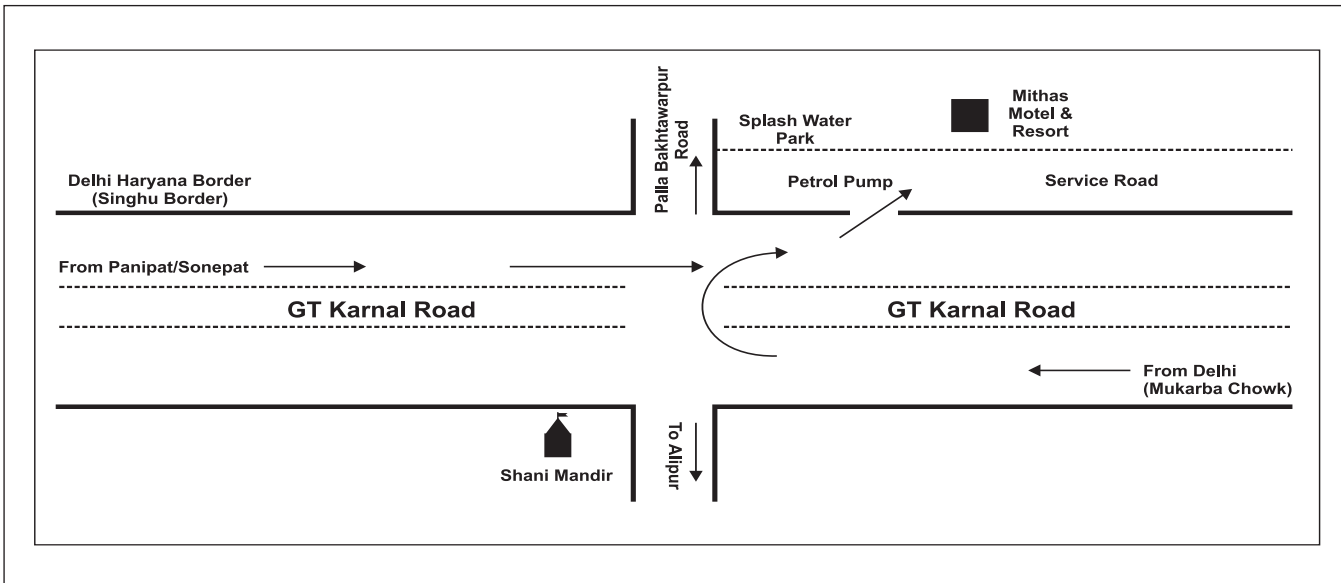 Mithas
Motel &
Resort
Splash Water
Park
Palla Bakhtawarpur
Road
Delhi Haryana Border
(Singhu Border)
Petrol Pump
Service Road
From Panipat/Sonepat
GT Karnal Road
GT Karnal Road
From Delhi
(Mukarba Chowk)
To Alipur
Shani Mandir